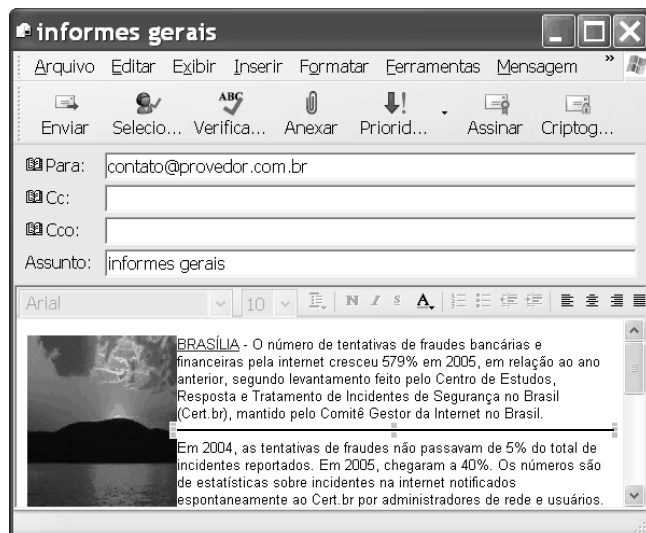 informes gerais
Arquivo Editar Exibir Inserir Formatar Ferramentas Mensagem »
ABC
Enviar Selecio... Verifica... Anexar Priorid... Assinar Criptog...
Para: contato@provedor.com.br
Cc:
Cco:
Assunto: informes gerais
Arial 10 N I S A
BRASÍLIA - O número de tentativas de fraudes bancárias e
financeiras pela internet cresceu 579% em 2005, em relação ao ano
anterior, segundo levantamento feito pelo Centro de Estudos,
Resposta e Tratamento de Incidentes de Segurança no Brasil
(Cert.br), mantido pelo Comitê Gestor da Internet no Brasil.
Em 2004, as tentativas de fraudes não passavam de 5% do total de
incidentes reportados. Em 2005, chegaram a 40%. Os números são
de estatísticas sobre incidentes na internet notificados
espontaneamente ao Cert.br por administradores de rede e usuários.